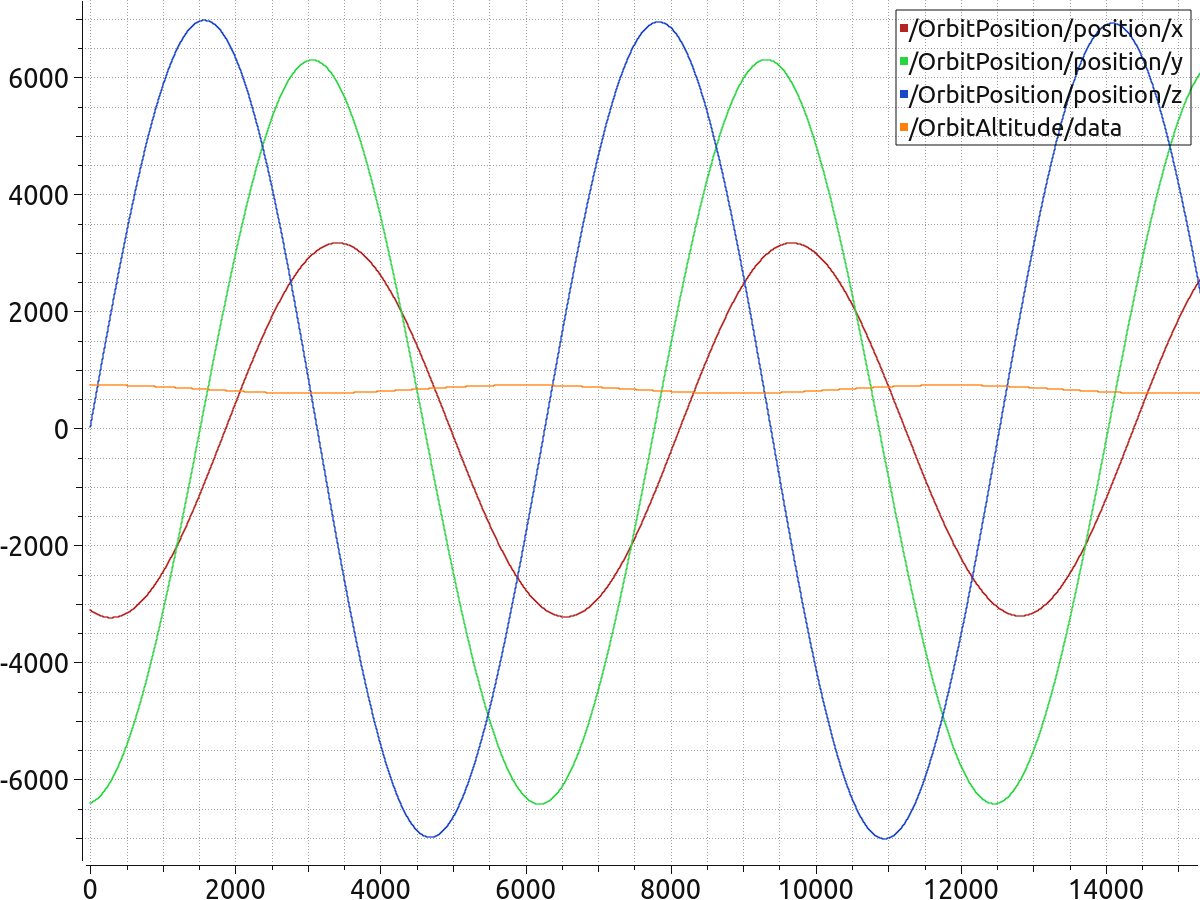 /OrbitPosition/position/x
/OrbitPosition/position/y
/OrbitPosition/position/z
/OrbitAltitude/data
6000
4000
2000
0
-2000
-4000
-6000
0 2000 4000 6000 8000 10000 12000 14000